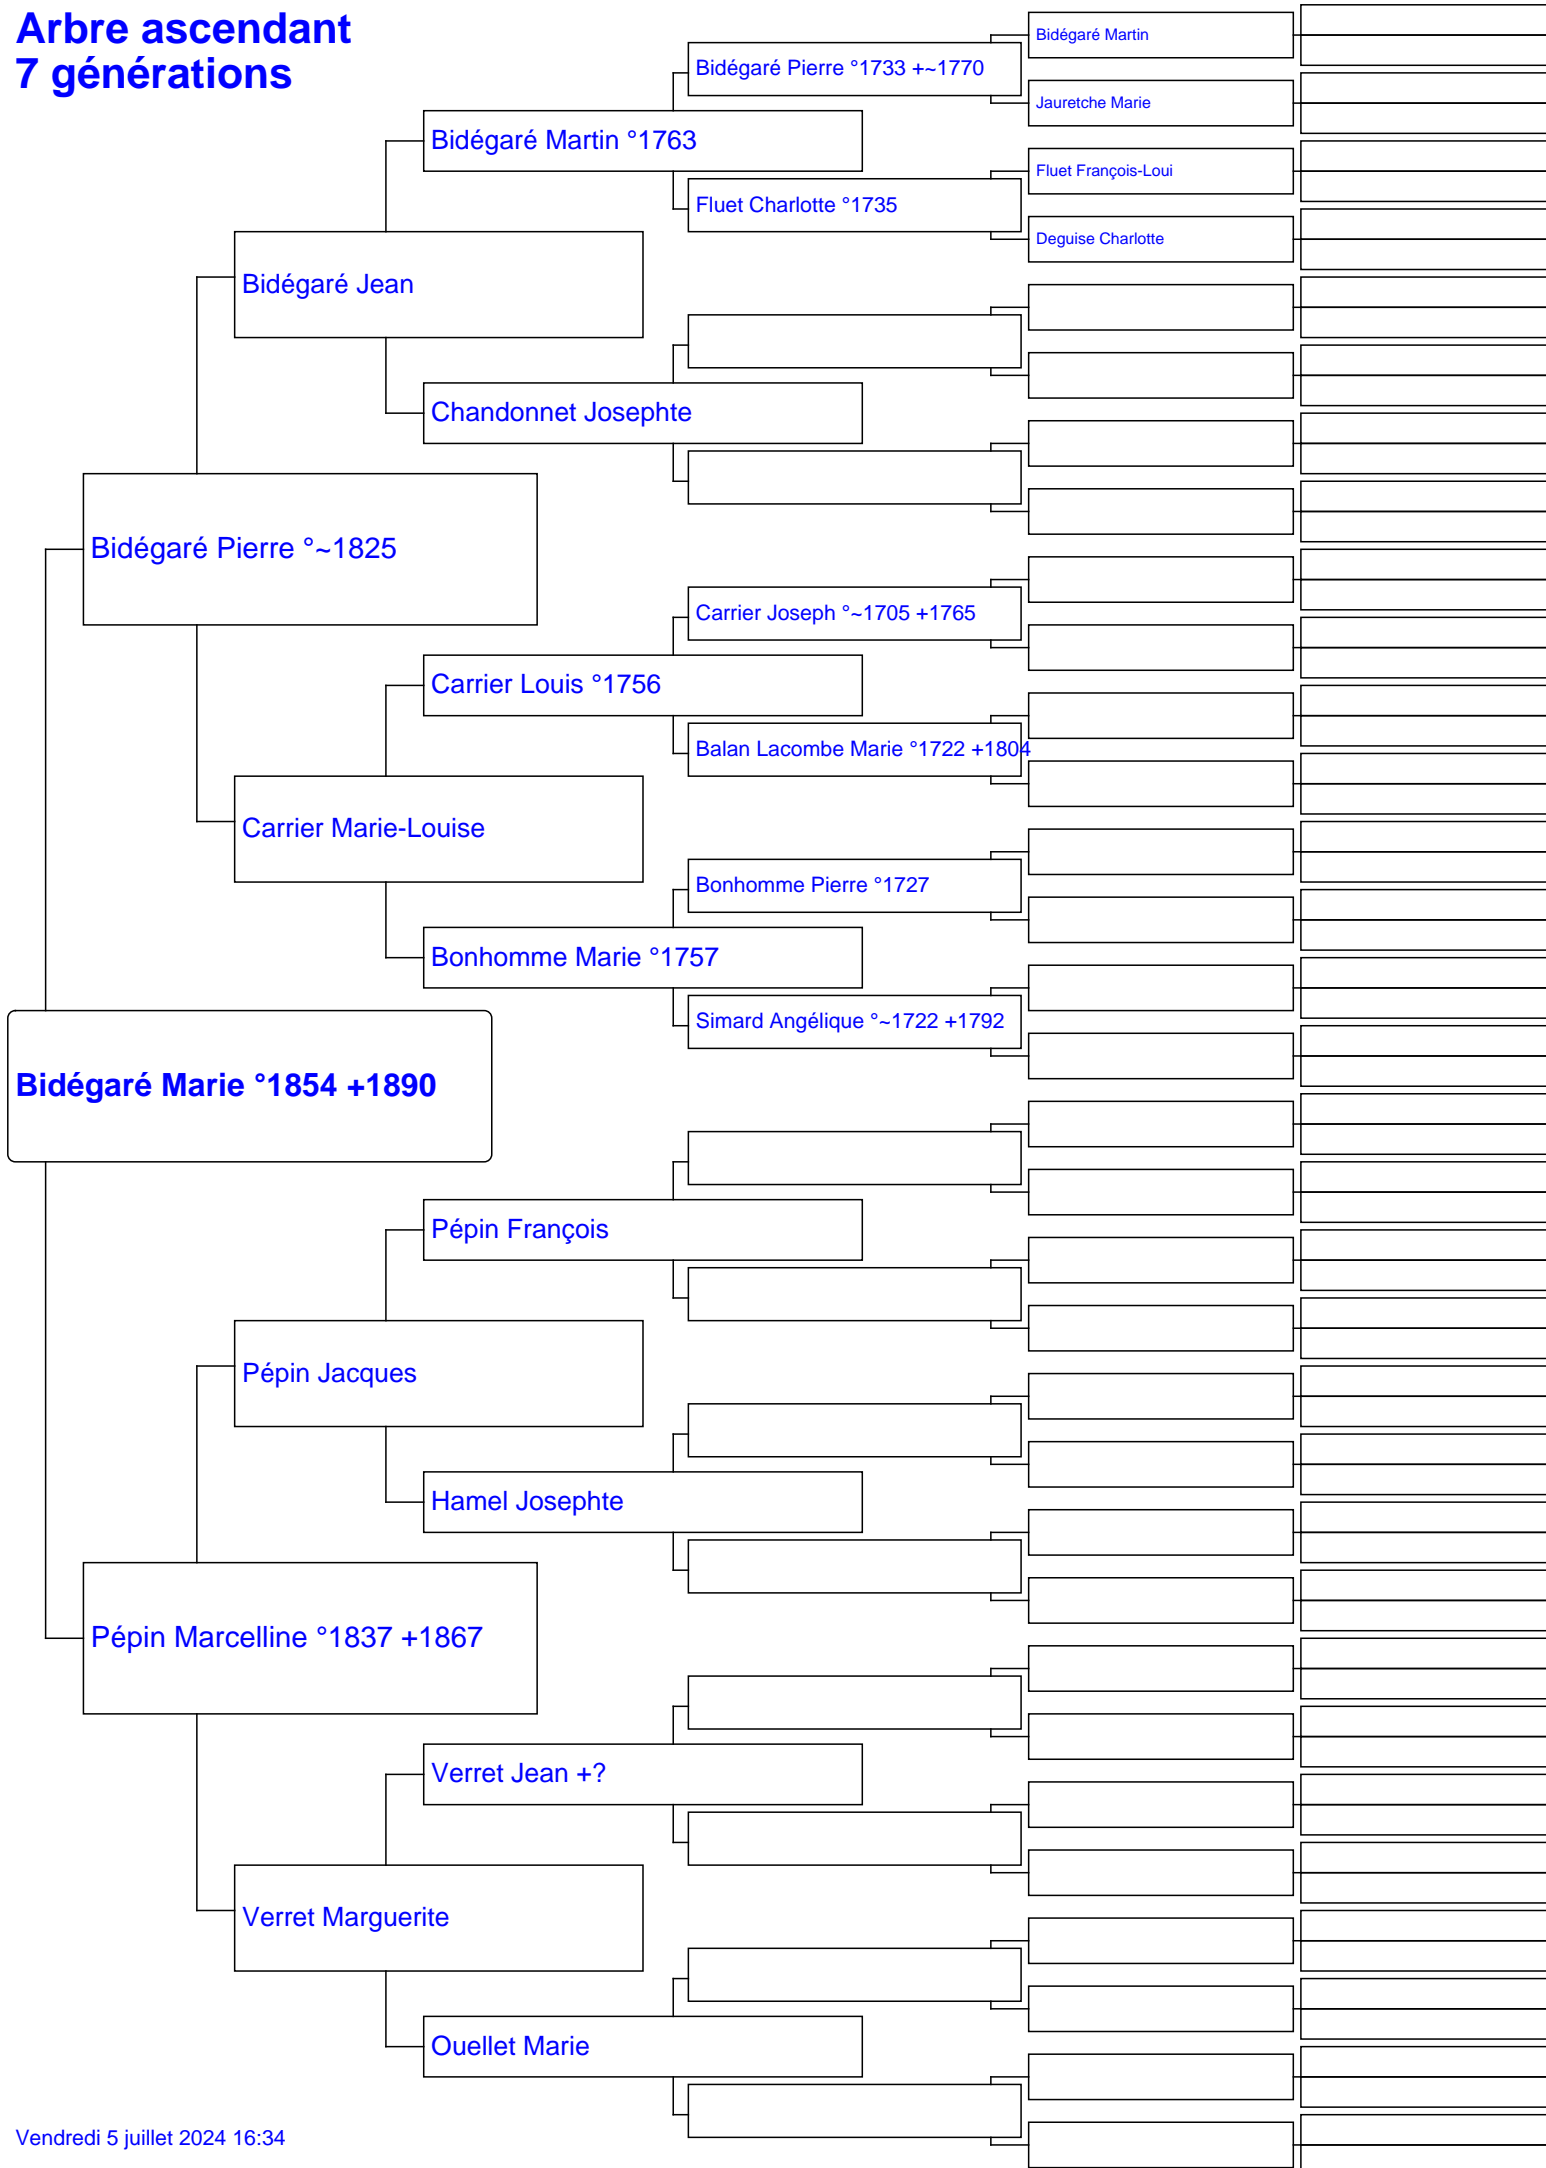 Arbre ascendant
7 générations
Bidégaré Martin
Bidégaré Pierre °1733 +~1770
Jauretche Marie
Bidégaré Martin °1763
Fluet François-Loui
Fluet Charlotte °1735
Deguise Charlotte
Bidégaré Jean
Chandonnet Josephte
Bidégaré Pierre °~1825
Carrier Joseph °~1705 +1765
Carrier Louis °1756
Balan Lacombe Marie °1722 +1804
Carrier Marie-Louise
Bonhomme Pierre °1727
Bonhomme Marie °1757
Simard Angélique °~1722 +1792
Bidégaré Marie °1854 +1890
Pépin François
Pépin Jacques
Hamel Josephte
Pépin Marcelline °1837 +1867
Verret Jean +?
Verret Marguerite
Ouellet Marie
Vendredi 5 juillet 2024 16:34